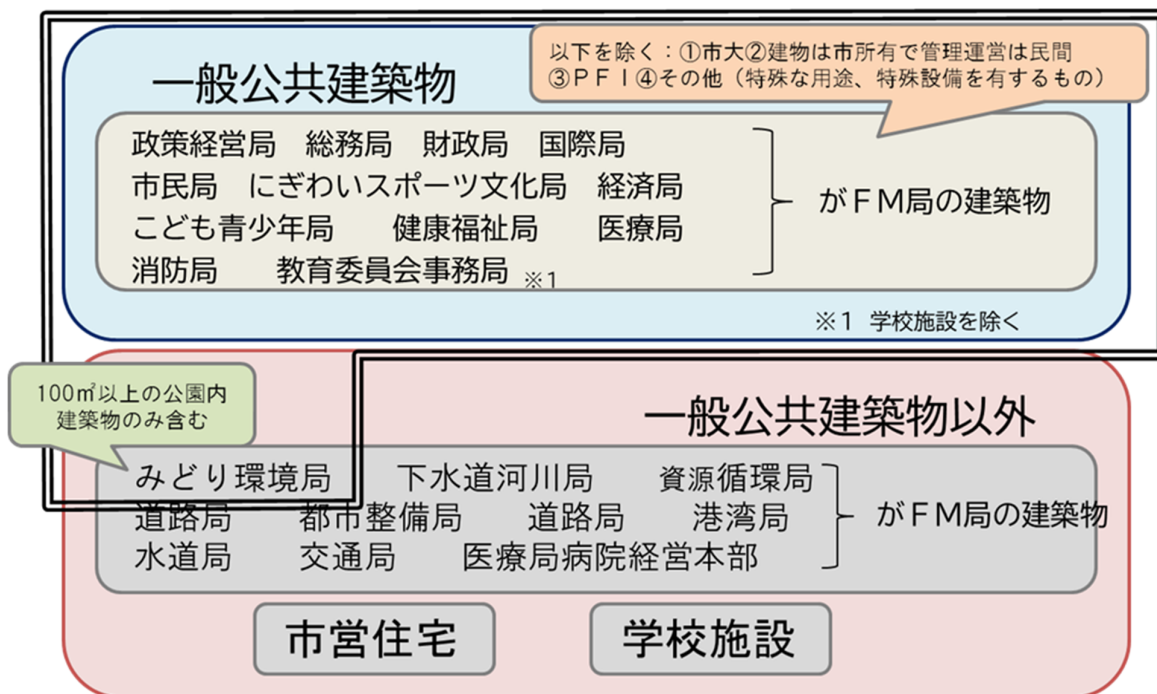 以下を除く：①市大②建物は市所有で管理運営は民間
③ＰＦＩ④その他（特殊な用途、特殊設備を有するもの）
一般公共建築物
政策経営局　総務局　財政局　国際局
市民局　にぎわいスポーツ文化局　経済局
こども青少年局　健康福祉局　医療局
消防局　教育委員会事務局 ※1
がＦＭ局の建築物
※１ 学校施設を除く
100㎡以上の公園内
建築物のみ含む
一般公共建築物以外
みどり環境局　下水道河川局　資源循環局
道路局　都市整備局　道路局　港湾局
水道局　交通局　医療局病院経営本部
がＦＭ局の建築物
市営住宅　学校施設